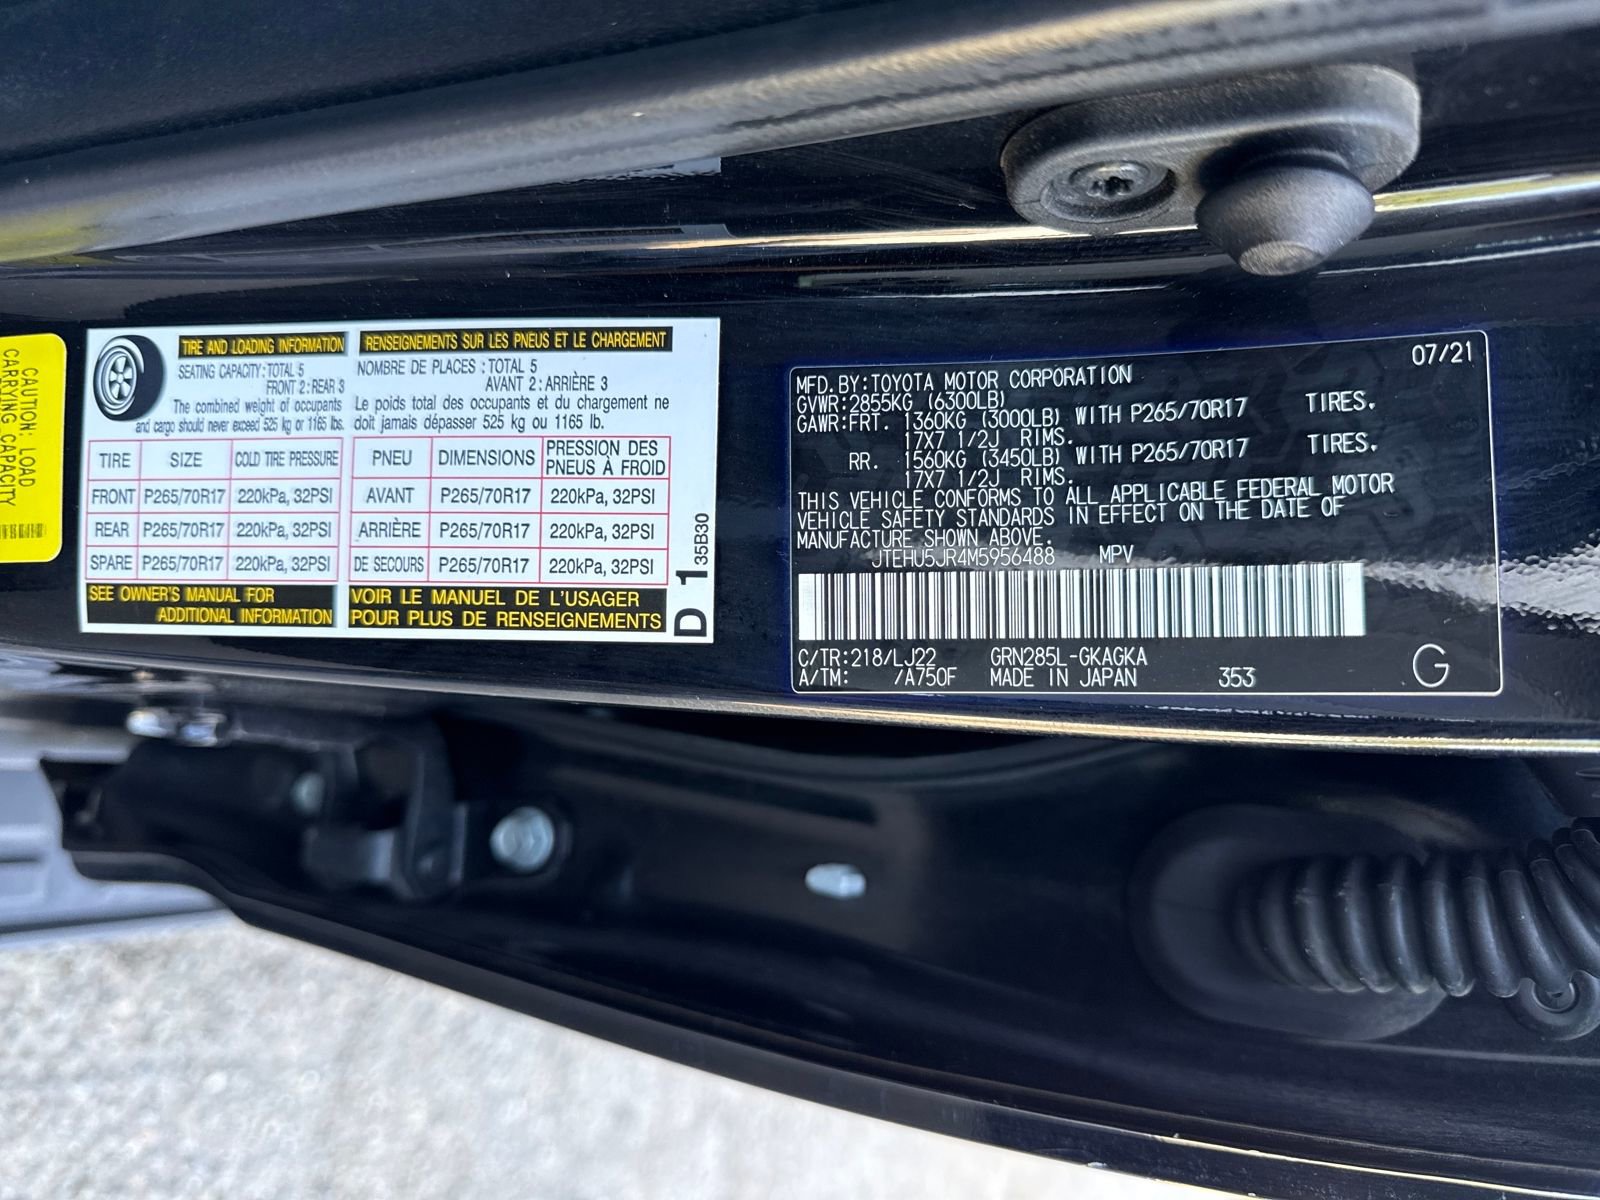 CAUTION: LOAD
CARRYING CAPACITY
TIRE AND LOADING INFORMATION
SEATING CAPACITY: TOTAL 5
FRONT 2: REAR 3
The combined weight of occupants
and cargo should never exceed 525 kg or 1165 lbs.
TIRE SIZE COLD TIRE PRESSURE
FRONT P265/70R17 220kPa, 32PSI
REAR P265/70R17 220kPa, 32PSI
SPARE P265/70R17 220kPa, 32PSI
SEE OWNER'S MANUAL FOR
ADDITIONAL INFORMATION
RENSEIGNEMENTS SUR LES PNEUS ET LE CHARGEMENT
NOMBRE DE PLACES : TOTAL 5
AVANT 2 : ARRIÈRE 3
Le poids total des occupants et du chargement ne
doit jamais dépasser 525 kg ou 1165 lb.
PNEU DIMENSIONS PRESSION DES
PNEUS À FROID
AVANT P265/70R17 220kPa, 32PSI
ARRIÈRE P265/70R17 220kPa, 32PSI
DE SECOURS P265/70R17 220kPa, 32PSI
VOIR LE MANUEL DE L'USAGER
POUR PLUS DE RENSEIGNEMENTS
D 1 35B30
07/21
MFD.BY:TOYOTA MOTOR CORPORATION
GVWR:2855KG (6300LB)
GAWR:FRT. 1360KG (3000LB) WITH P265/70R17 TIRES.
17X7 1/2J RIMS.
RR. 1560KG (3450LB) WITH P265/70R17 TIRES.
17X7 1/2J RIMS.
THIS VEHICLE CONFORMS TO ALL APPLICABLE FEDERAL MOTOR
VEHICLE SAFETY STANDARDS IN EFFECT ON THE DATE OF
MANUFACTURE SHOWN ABOVE.
JTEHU5JR4M5956488 MPV
C/TR:218/LJ22 GRN285L-GKAGKA
A/TM: /A750F MADE IN JAPAN 353
G